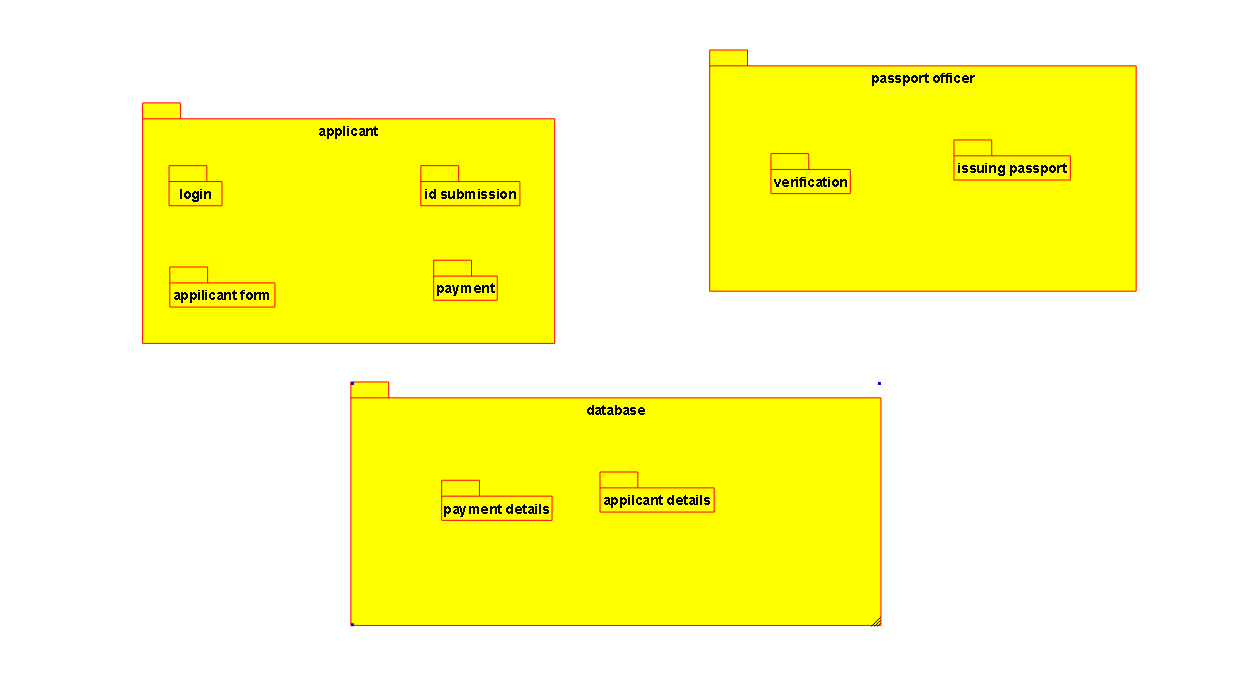 passport officer
applicant
verification
issuing passport
login
id submission
appilicant form
payment
database
payment details
appilcant details